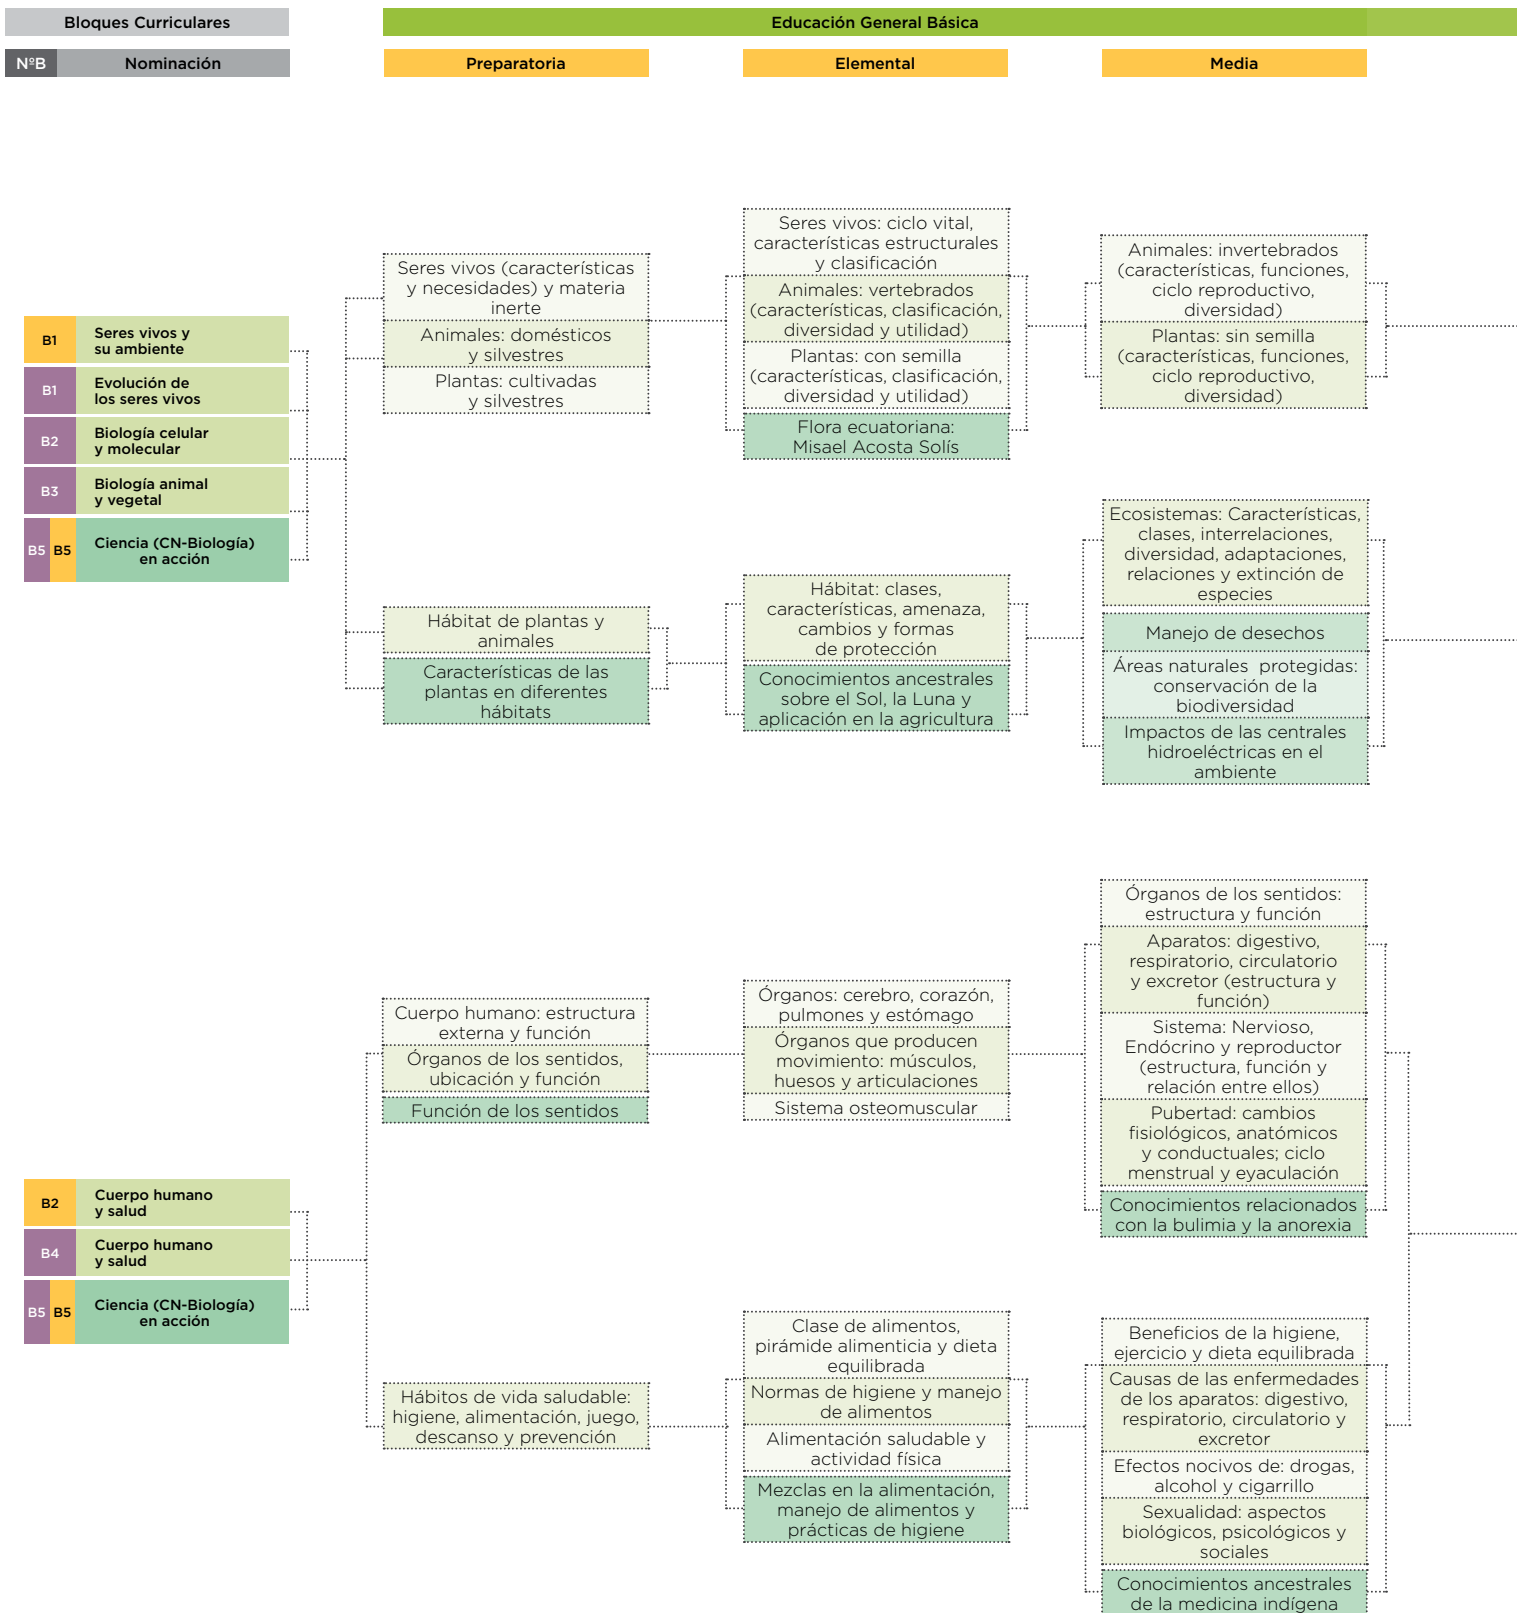 Bloques Curriculares
Educación General Básica
NºB
Nominación
Preparatoria
Elemental
Media
B1
Seres vivos y
su ambiente
B1
Evolución de
los seres vivos
B2
Biología celular
y molecular
B3
Biología animal
y vegetal
B5
B5
Ciencia (CN-Biología)
en acción
Seres vivos (características
y necesidades) y materia
inerte
Animales: domésticos
y silvestres
Plantas: cultivadas
y silvestres
Seres vivos: ciclo vital,
características estructurales
y clasificación
Animales: vertebrados
(características, clasificación,
diversidad y utilidad)
Plantas: con semilla
(características, clasificación,
diversidad y utilidad)
Flora ecuatoriana:
Misael Acosta Solís
Animales: invertebrados
(características, funciones,
ciclo reproductivo,
diversidad)
Plantas: sin semilla
(características, funciones,
ciclo reproductivo,
diversidad)
Hábitat de plantas y
animales
Características de las
plantas en diferentes
hábitats
Hábitat: clases,
características, amenaza,
cambios y formas
de protección
Conocimientos ancestrales
sobre el Sol, la Luna y
aplicación en la agricultura
Ecosistemas: Características,
clases, interrelaciones,
diversidad, adaptaciones,
relaciones y extinción de
especies
Manejo de desechos
Áreas naturales protegidas:
conservación de la
biodiversidad
Impactos de las centrales
hidroeléctricas en el
ambiente
B2
Cuerpo humano
y salud
B4
Cuerpo humano
y salud
B5
B5
Ciencia (CN-Biología)
en acción
Cuerpo humano: estructura
externa y función
Órganos de los sentidos,
ubicación y función
Función de los sentidos
Órganos: cerebro, corazón,
pulmones y estómago
Órganos que producen
movimiento: músculos,
huesos y articulaciones
Sistema osteomuscular
Órganos de los sentidos:
estructura y función
Aparatos: digestivo,
respiratorio, circulatorio
y excretor (estructura y
función)
Sistema: Nervioso,
Endócrino y reproductor
(estructura, función y
relación entre ellos)
Pubertad: cambios
fisiológicos, anatómicos
y conductuales; ciclo
menstrual y eyaculación
Conocimientos relacionados
con la bulimia y la anorexia
Hábitos de vida saludable:
higiene, alimentación, juego,
descanso y prevención
Clase de alimentos,
pirámide alimenticia y dieta
equilibrada
Normas de higiene y manejo
de alimentos
Alimentación saludable y
actividad física
Mezclas en la alimentación,
manejo de alimentos y
prácticas de higiene
Beneficios de la higiene,
ejercicio y dieta equilibrada
Causas de las enfermedades
de los aparatos: digestivo,
respiratorio, circulatorio y
excretor
Efectos nocivos de: drogas,
alcohol y cigarrillo
Sexualidad: aspectos
biológicos, psicológicos y
sociales
Conocimientos ancestrales
de la medicina indígena